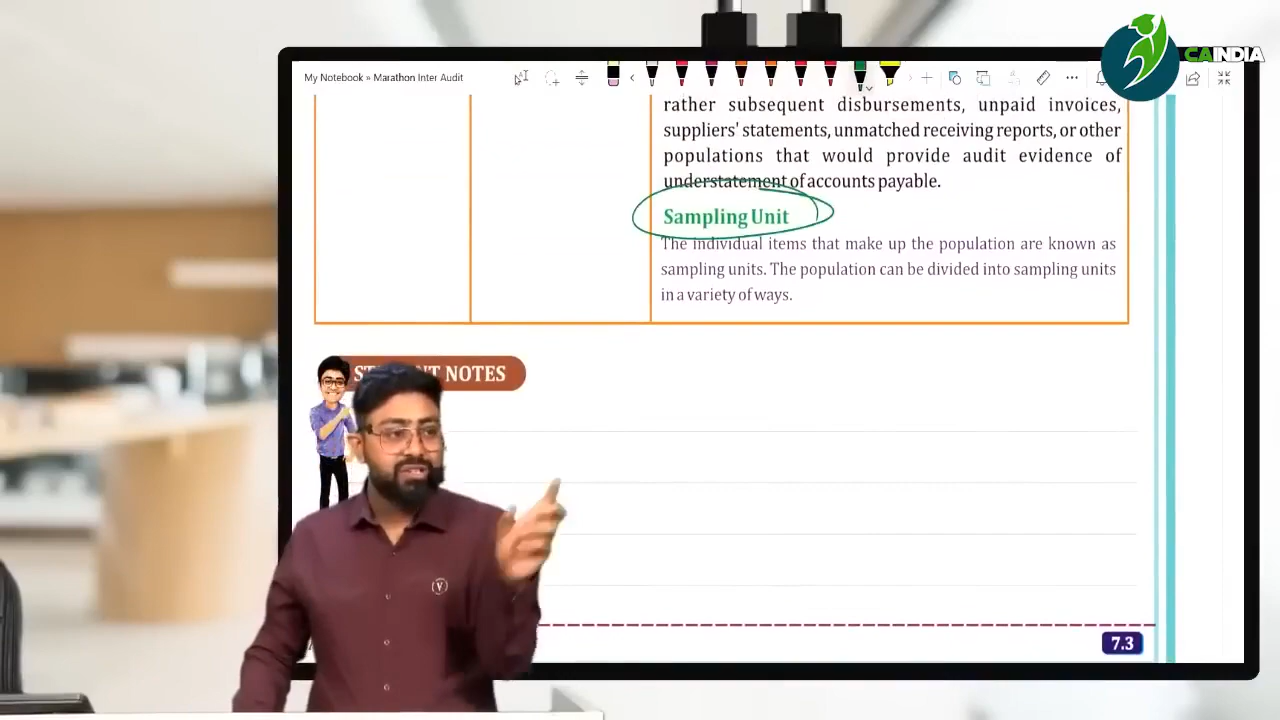 CAINDIA
My Notebook » Marathon Inter Audit
rather subsequent disbursements, unpaid invoices,
suppliers' statements, unmatched receiving reports, or other
populations that would provide audit evidence of
understatement of accounts payable.
Sampling Unit
The individual items that make up the population are known as
sampling units. The population can be divided into sampling units
in a variety of ways.
NOTES
V
7.3